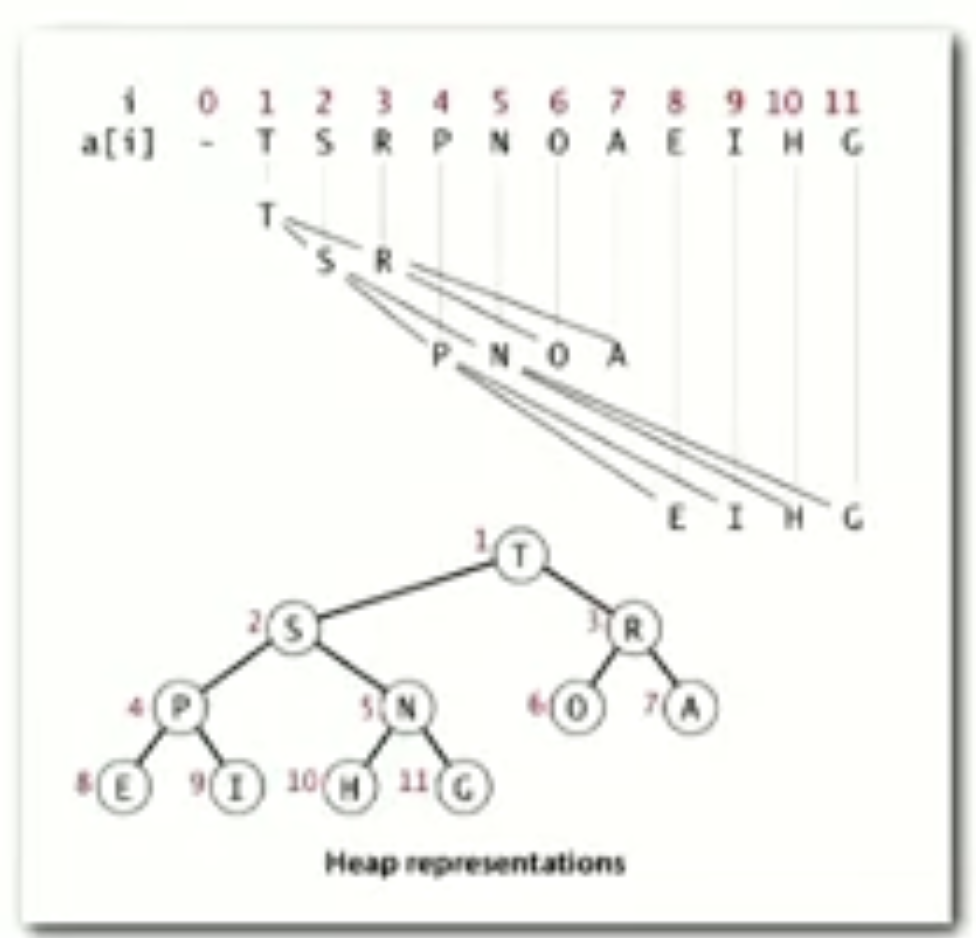 i 0 1 2 3 4 5 6 7 8 9 10 11
a[i] - T S R P N O A E I H G
T
S R
P N O A
E I H G
1 T
2 S 3 R
4 P 5 N 6 O 7 A
8 E 9 I 10 H 11 G
Heap representations